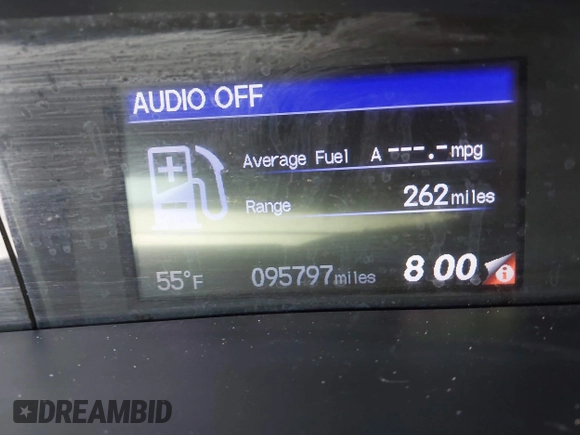 AUDIO OFF
Average Fuel A ---.- mpg
Range 262 miles
55°F 095797 miles 8 00 i
DREAMBID